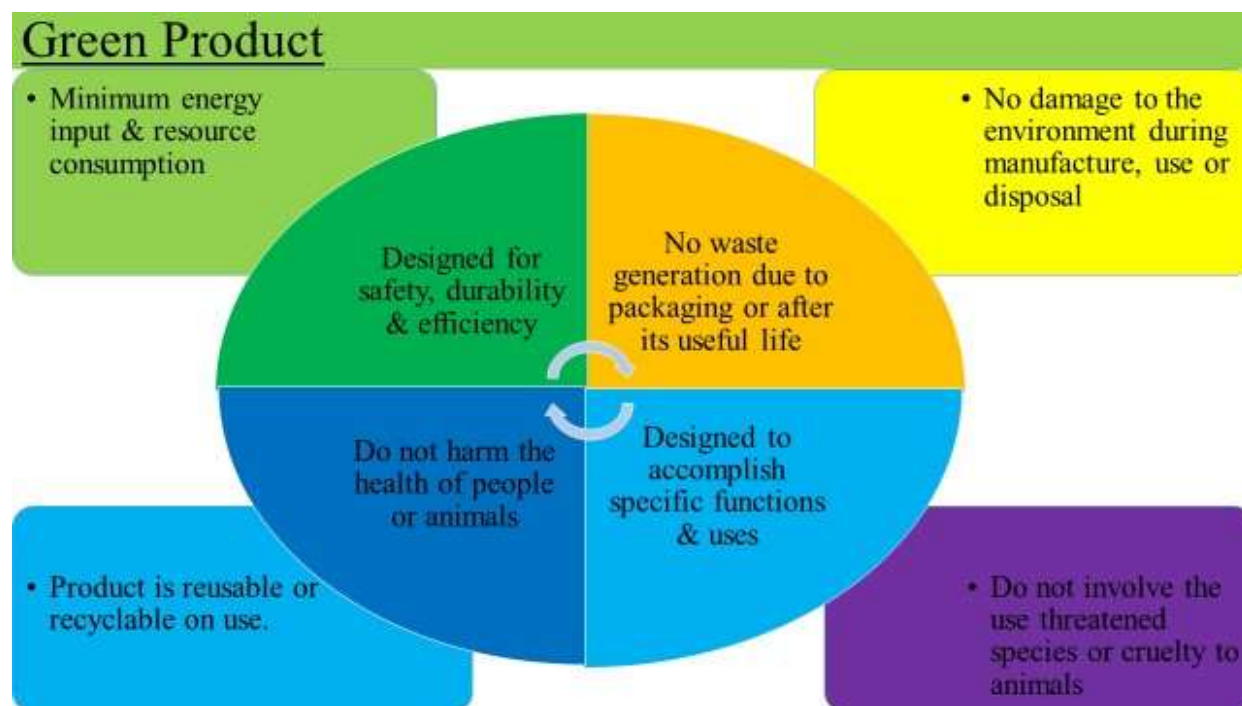 Green Product
• Minimum energy
input & resource
consumption
• No damage to the
environment during
manufacture, use or
disposal
Designed for
safety, durability
& efficiency
No waste
generation due to
packaging or after
its useful life
Do not harm the
health of people
or animals
Designed to
accomplish
specific functions
& uses
• Product is reusable or
recyclable on use.
• Do not involve the
use threatened
species or cruelty to
animals